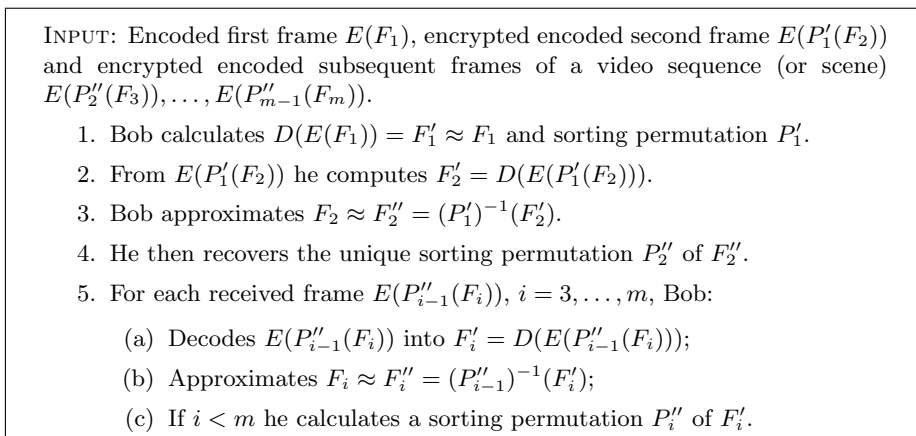 INPUT: Encoded first frame E(F₁), encrypted encoded second frame E(P′₁(F₂))
and encrypted encoded subsequent frames of a video sequence (or scene)
E(P″₂(F₃)), . . . , E(P″ₘ₋₁(Fₘ)).
1. Bob calculates D(E(F₁)) = F′₁ ≈ F₁ and sorting permutation P′₁.
2. From E(P′₁(F₂)) he computes F′₂ = D(E(P′₁(F₂))).
3. Bob approximates F₂ ≈ F″₂ = (P′₁)⁻¹(F′₂).
4. He then recovers the unique sorting permutation P″₂ of F″₂.
5. For each received frame E(P″ᵢ₋₁(Fᵢ)), i = 3, . . . , m, Bob:
(a) Decodes E(P″ᵢ₋₁(Fᵢ)) into F′ᵢ = D(E(P″ᵢ₋₁(Fᵢ)));
(b) Approximates Fᵢ ≈ F″ᵢ = (P″ᵢ₋₁)⁻¹(F′ᵢ);
(c) If i < m he calculates a sorting permutation P″ᵢ of F′ᵢ.